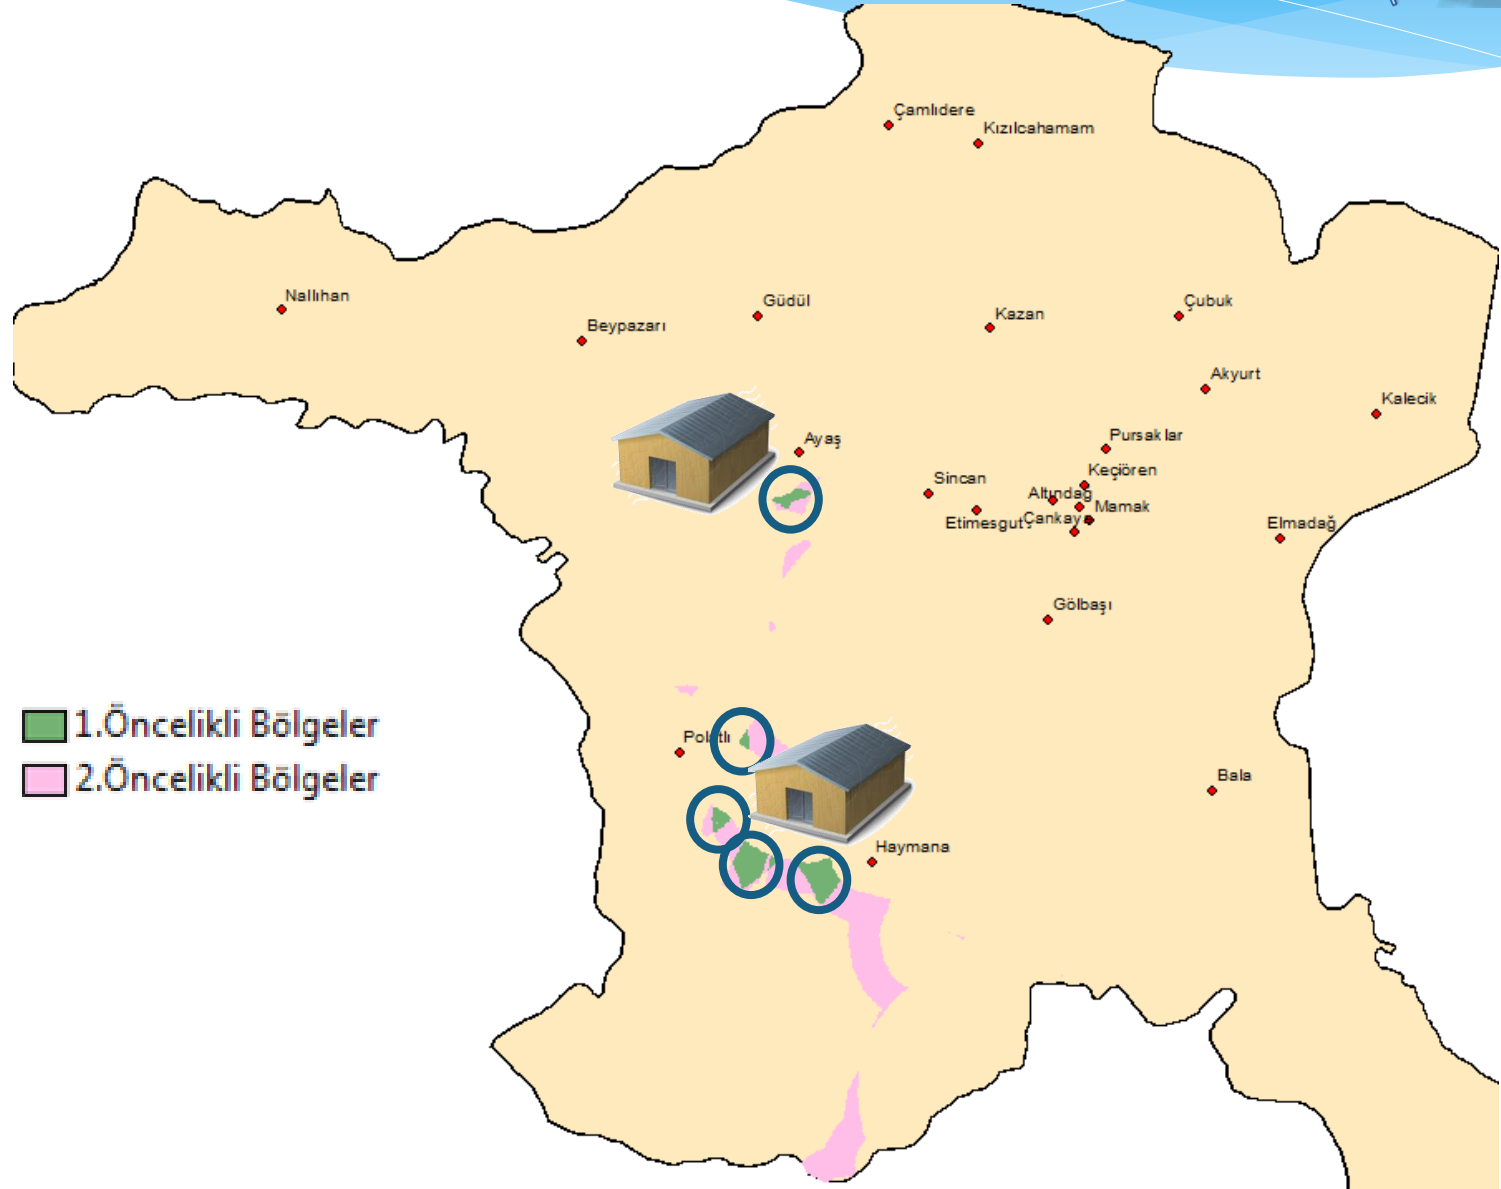 Çamlıdere
Kızılcahamam
Nallıhan
Güdül
Çubuk
Kazan
Beypazarı
Akyurt
Kalecik
Ayaş
Pursaklar
Keçiören
Sincan
Altındağ
Mamak
Etimesgut
Çankaya
Elmadağ
Gölbaşı
1.Öncelikli Bölgeler
Polatlı
2.Öncelikli Bölgeler
Bala
Haymana